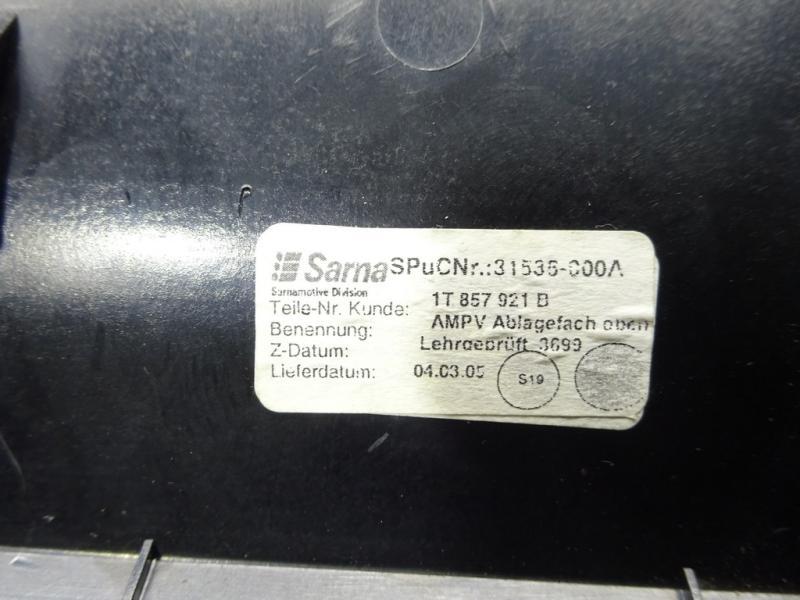 Sarna SPuCNr.:31536-000A
Sarnamotive Division
Teile-Nr. Kunde: 1T 857 921 B
Benennung: AMPV Ablagefach oben
Z-Datum: Lehrgeprüft 3699
Lieferdatum: 04.03.05
S19